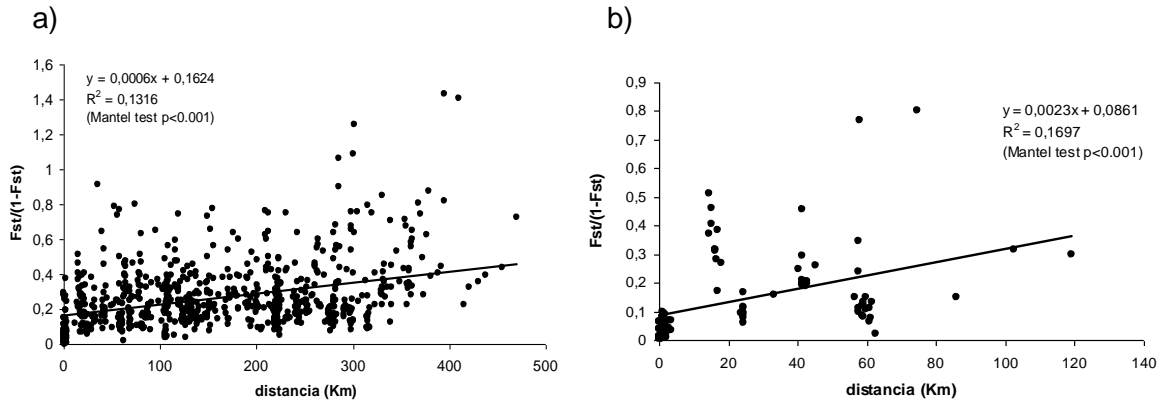 a)
y = 0,0006x + 0,1624
R² = 0,1316
(Mantel test p<0.001)
1,6
1,4
1,2
1
0,8
0,6
0,4
0,2
0
Fst/(1-Fst)
0 100 200 300 400 500
distancia (Km)
b)
y = 0,0023x + 0,0861
R² = 0,1697
(Mantel test p<0.001)
0,9
0,8
0,7
0,6
0,5
0,4
0,3
0,2
0,1
0
Fst/(1-Fst)
0 20 40 60 80 100 120 140
distancia (Km)